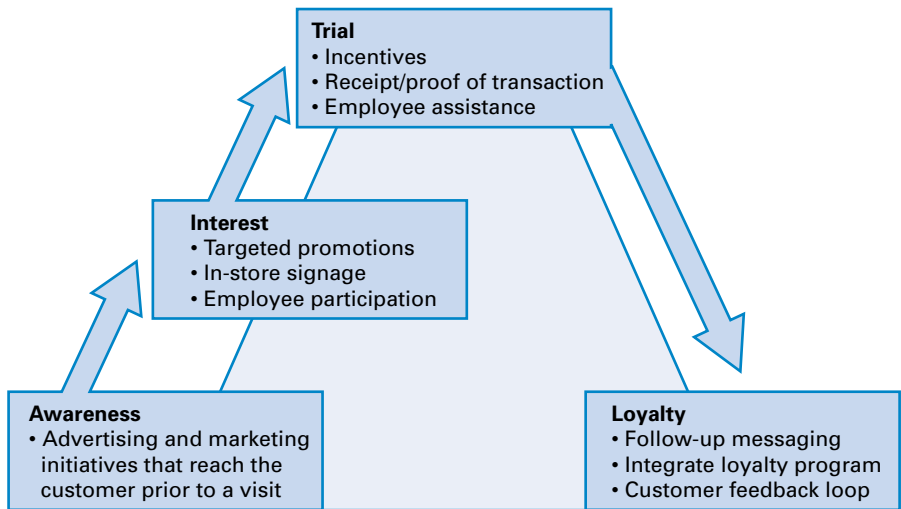 Trial
• Incentives
• Receipt/proof of transaction
• Employee assistance
Interest
• Targeted promotions
• In-store signage
• Employee participation
Awareness
• Advertising and marketing
initiatives that reach the
customer prior to a visit
Loyalty
• Follow-up messaging
• Integrate loyalty program
• Customer feedback loop